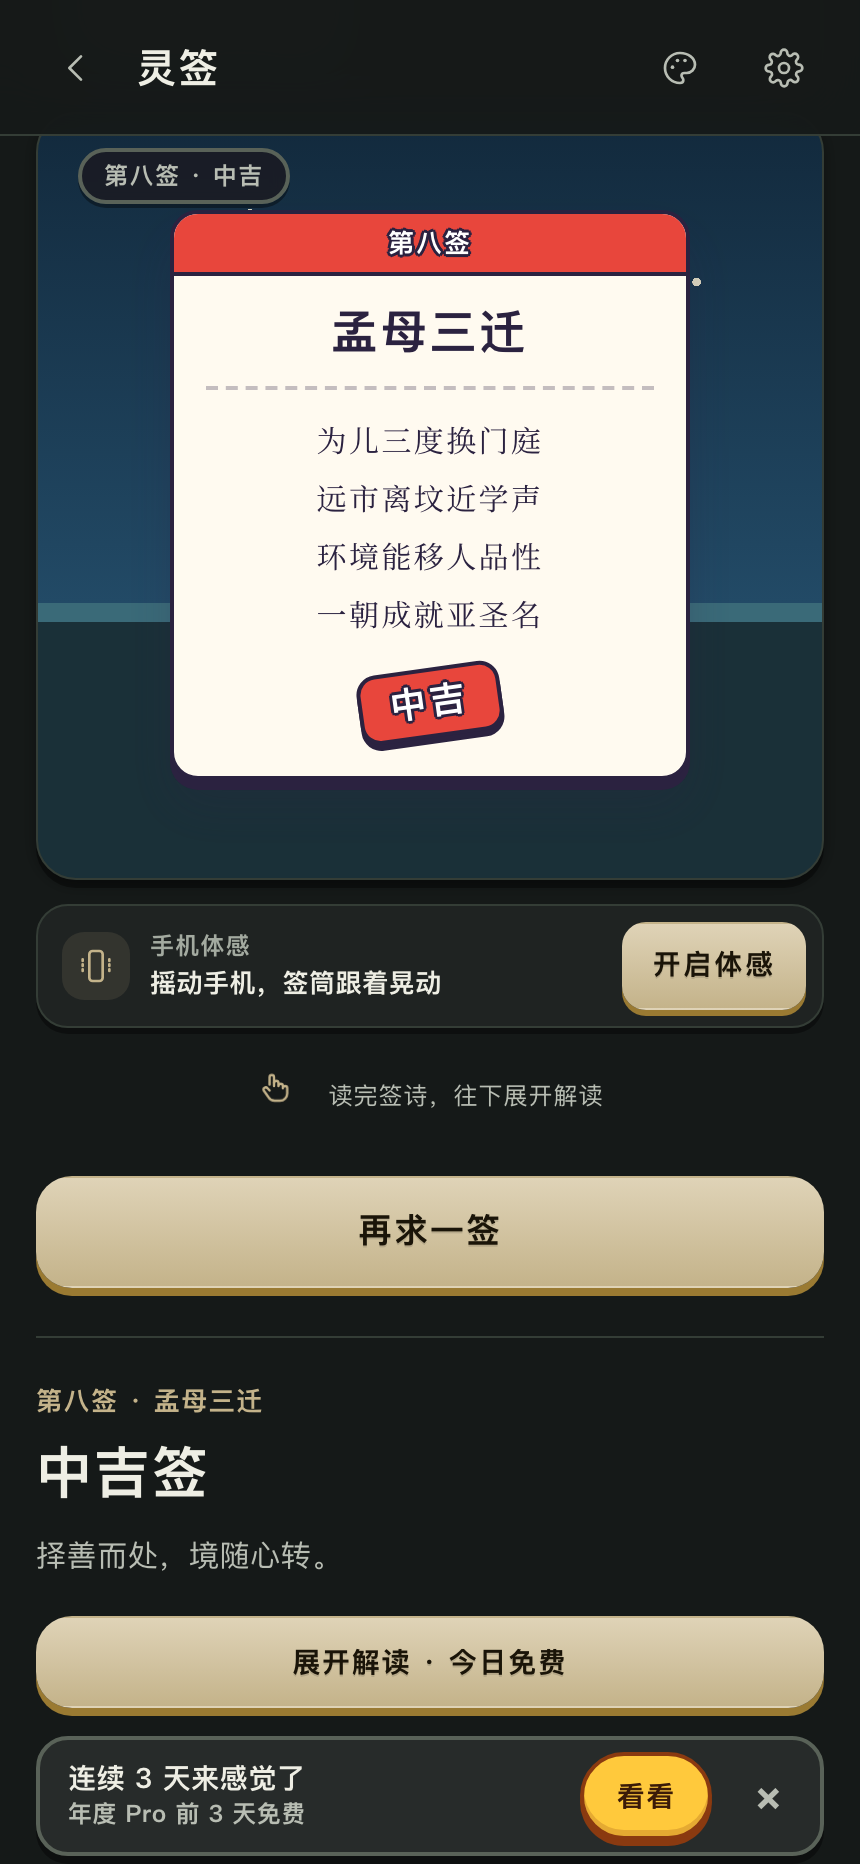 灵签
第八签 · 中吉
第八签
孟母三迁
为儿三度换门庭
远市离坟近学声
环境能移人品性
一朝成就亚圣名
中吉
手机体感
摇动手机，签筒跟着晃动
开启体感
读完签诗，往下展开解读
再求一签
第八签 · 孟母三迁
中吉签
择善而处，境随心转。
展开解读 · 今日免费
连续 3 天来感觉了
年度 Pro 前 3 天免费
看看